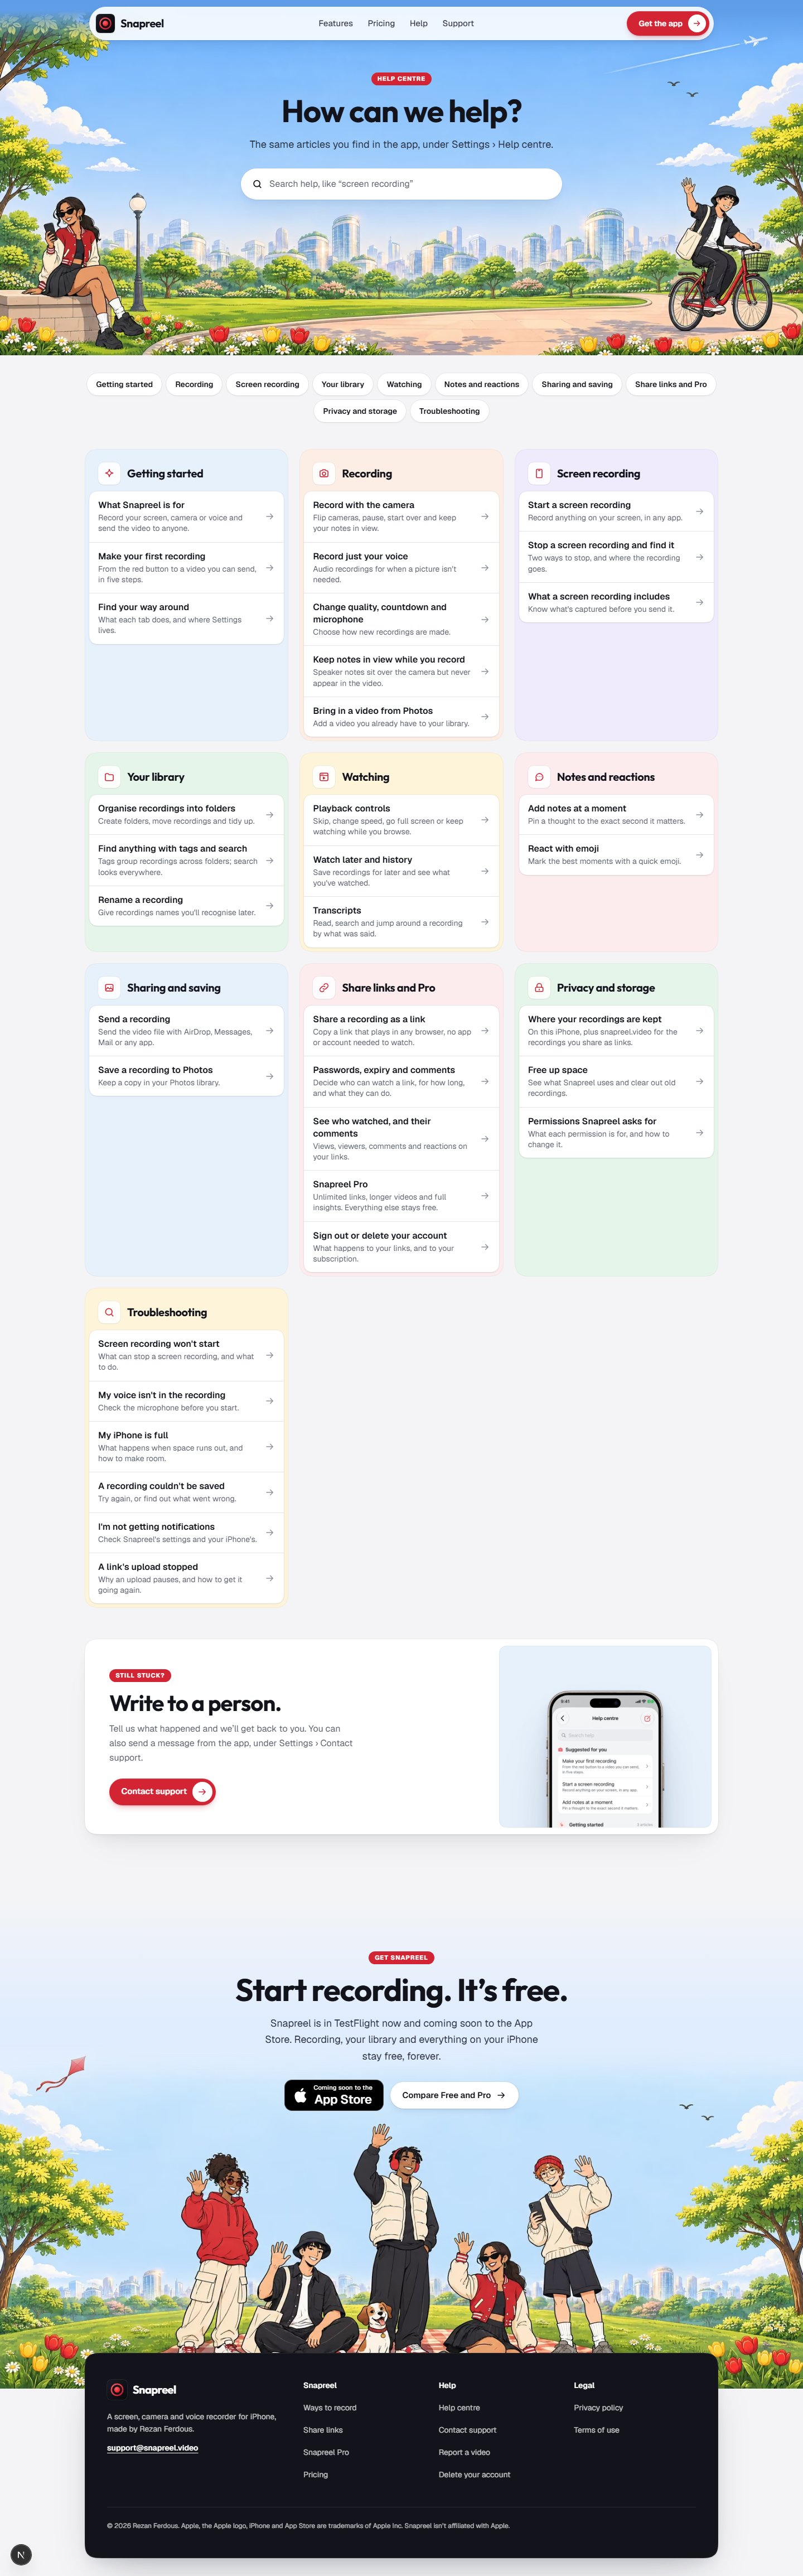 Snapreel
Features
Pricing
Help
Support
Get the app
HELP CENTRE
How can we help?
The same articles you find in the app, under Settings › Help centre.
Search help, like “screen recording”
Getting started
Recording
Screen recording
Your library
Watching
Notes and reactions
Sharing and saving
Share links and Pro
Privacy and storage
Troubleshooting
Getting started
What Snapreel is for
Record your screen, camera or voice and
send the video to anyone.
Make your first recording
From the red button to a video you can send,
in five steps.
Find your way around
What each tab does, and where Settings
lives.
Recording
Record with the camera
Flip cameras, pause, start over and keep
your notes in view.
Record just your voice
Audio recordings for when a picture isn't
needed.
Change quality, countdown and
microphone
Choose how new recordings are made.
Keep notes in view while you record
Speaker notes sit over the camera but never
appear in the video.
Bring in a video from Photos
Add a video you already have to your library.
Screen recording
Start a screen recording
Record anything on your screen, in any app.
Stop a screen recording and find it
Two ways to stop, and where the recording
goes.
What a screen recording includes
Know what's captured before you send it.
Your library
Organise recordings into folders
Create folders, move recordings and tidy up.
Find anything with tags and search
Tags group recordings across folders; search
looks everywhere.
Rename a recording
Give recordings names you'll recognise later.
Watching
Playback controls
Skip, change speed, go full screen or keep
watching while you browse.
Watch later and history
Save recordings for later and see what
you've watched.
Transcripts
Read, search and jump around a recording
by what was said.
Notes and reactions
Add notes at a moment
Pin a thought to the exact second it matters.
React with emoji
Mark the best moments with a quick emoji.
Sharing and saving
Send a recording
Send the video file with AirDrop, Messages,
Mail or any app.
Save a recording to Photos
Keep a copy in your Photos library.
Share links and Pro
Share a recording as a link
Copy a link that plays in any browser, no app
or account needed to watch.
Passwords, expiry and comments
Decide who can watch a link, for how long,
and what they can do.
See who watched, and their
comments
Views, viewers, comments and reactions on
your links.
Snapreel Pro
Unlimited links, longer videos and full
insights. Everything else stays free.
Sign out or delete your account
What happens to your links, and to your
subscription.
Privacy and storage
Where your recordings are kept
On this iPhone, plus snapreel.video for the
recordings you share as links.
Free up space
See what Snapreel uses and clear out old
recordings.
Permissions Snapreel asks for
What each permission is for, and how to
change it.
Troubleshooting
Screen recording won't start
What can stop a screen recording, and what
to do.
My voice isn't in the recording
Check the microphone before you start.
My iPhone is full
What happens when space runs out, and
how to make room.
A recording couldn't be saved
Try again, or find out what went wrong.
I'm not getting notifications
Check Snapreel's settings and your iPhone's.
A link's upload stopped
Why an upload pauses, and how to get it
going again.
STILL STUCK?
Write to a person.
Tell us what happened and we’ll get back to you. You can
also send a message from the app, under Settings › Contact
support.
Contact support
9:41
Help centre
Search help
Suggested for you
Make your first recording
From the red button to a video you can send,
in five steps.
Start a screen recording
Record anything on your screen, in any app.
Add notes at a moment
Pin a thought to the exact second it matters.
Getting started
GET SNAPREEL
Start recording. It’s free.
Snapreel is in TestFlight now and coming soon to the App
Store. Recording, your library and everything on your iPhone
stay free, forever.
Coming soon to the
App Store
Compare Free and Pro
Snapreel
A screen, camera and voice recorder for iPhone,
made by Rezan Ferdous.
support@snapreel.video
Snapreel
Ways to record
Share links
Snapreel Pro
Pricing
Help
Help centre
Contact support
Report a video
Delete your account
Legal
Privacy policy
Terms of use
© 2026 Rezan Ferdous. Apple, the Apple logo, iPhone and App Store are trademarks of Apple Inc. Snapreel isn’t affiliated with Apple.
N